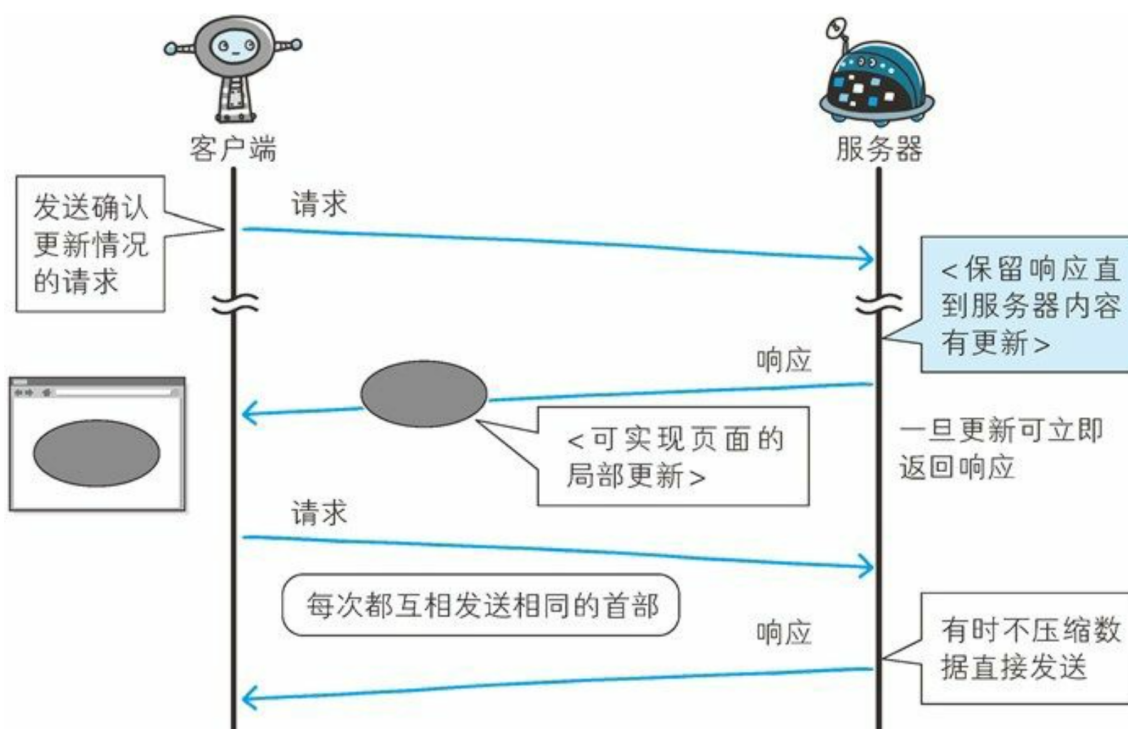 客户端
服务器
发送确认
更新情况
的请求
请求
<保留响应直
到服务器内容
有更新>
响应
<可实现页面的
局部更新>
一旦更新可立即
返回响应
请求
每次都互相发送相同的首部
响应
有时不压缩数
据直接发送